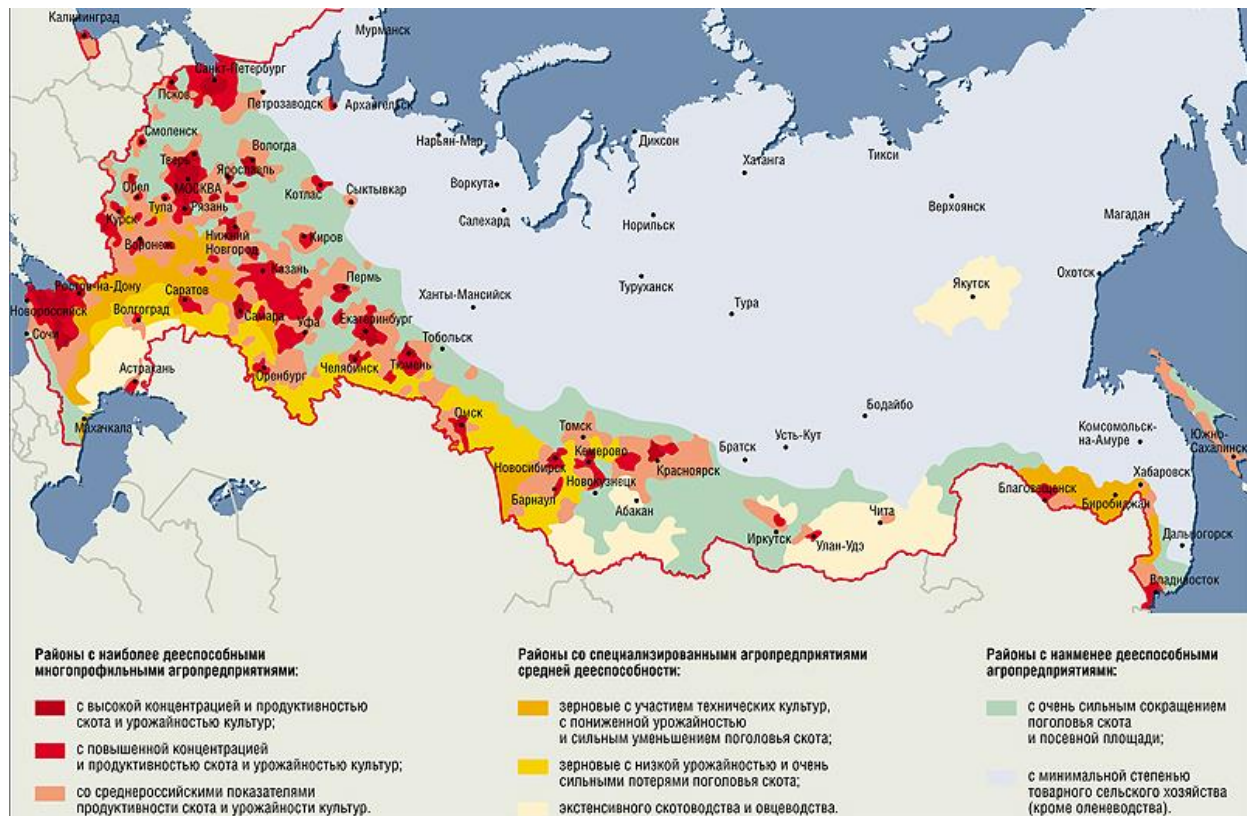 Калининград
Мурманск
Санкт-Петербург
Псков
Петрозаводск
Архангельск
Смоленск
Нарьян-Мар
Диксон
Тверь
Вологда
Хатанга
Тикси
Ярославль
Орел
МОСКВА
Котлас
Сыктывкар
Воркута
Тула
Рязань
Верхоянск
Курск
Салехард
Норильск
Магадан
Воронеж
Нижний
Новгород
Киров
Казань
Охотск
Ростов-на-Дону
Саратов
Пермь
Туруханск
Якутск
Новороссийск
Волгоград
Самара
Ханты-Мансийск
Тура
Сочи
Уфа
Екатеринбург
Тобольск
Астрахань
Оренбург
Челябинск
Тюмень
Махачкала
Омск
Томск
Бодайбо
Кемерово
Братск
Усть-Кут
Комсомольск-
на-Амуре
Южно-
Сахалинск
Новосибирск
Красноярск
Новокузнецк
Хабаровск
Барнаул
Абакан
Благовещенск
Биробиджан
Чита
Иркутск
Улан-Удэ
Дальногорск
Владивосток
Районы с наиболее дееспособными
многопрофильными агропредприятиями:
с высокой концентрацией и продуктивностью
скота и урожайностью культур;
с повышенной концентрацией
и продуктивностью скота и урожайностью культур;
со среднероссийскими показателями
продуктивности скота и урожайности культур.
Районы со специализированными агропредприятиями
средней дееспособности:
зерновые с участием технических культур,
с пониженной урожайностью
и сильным уменьшением поголовья скота;
зерновые с низкой урожайностью и очень
сильными потерями поголовья скота;
экстенсивного скотоводства и овцеводства.
Районы с наименее дееспособными
агропредприятиями:
с очень сильным сокращением
поголовья скота
и посевной площади;
с минимальной степенью
товарного сельского хозяйства
(кроме оленеводства).